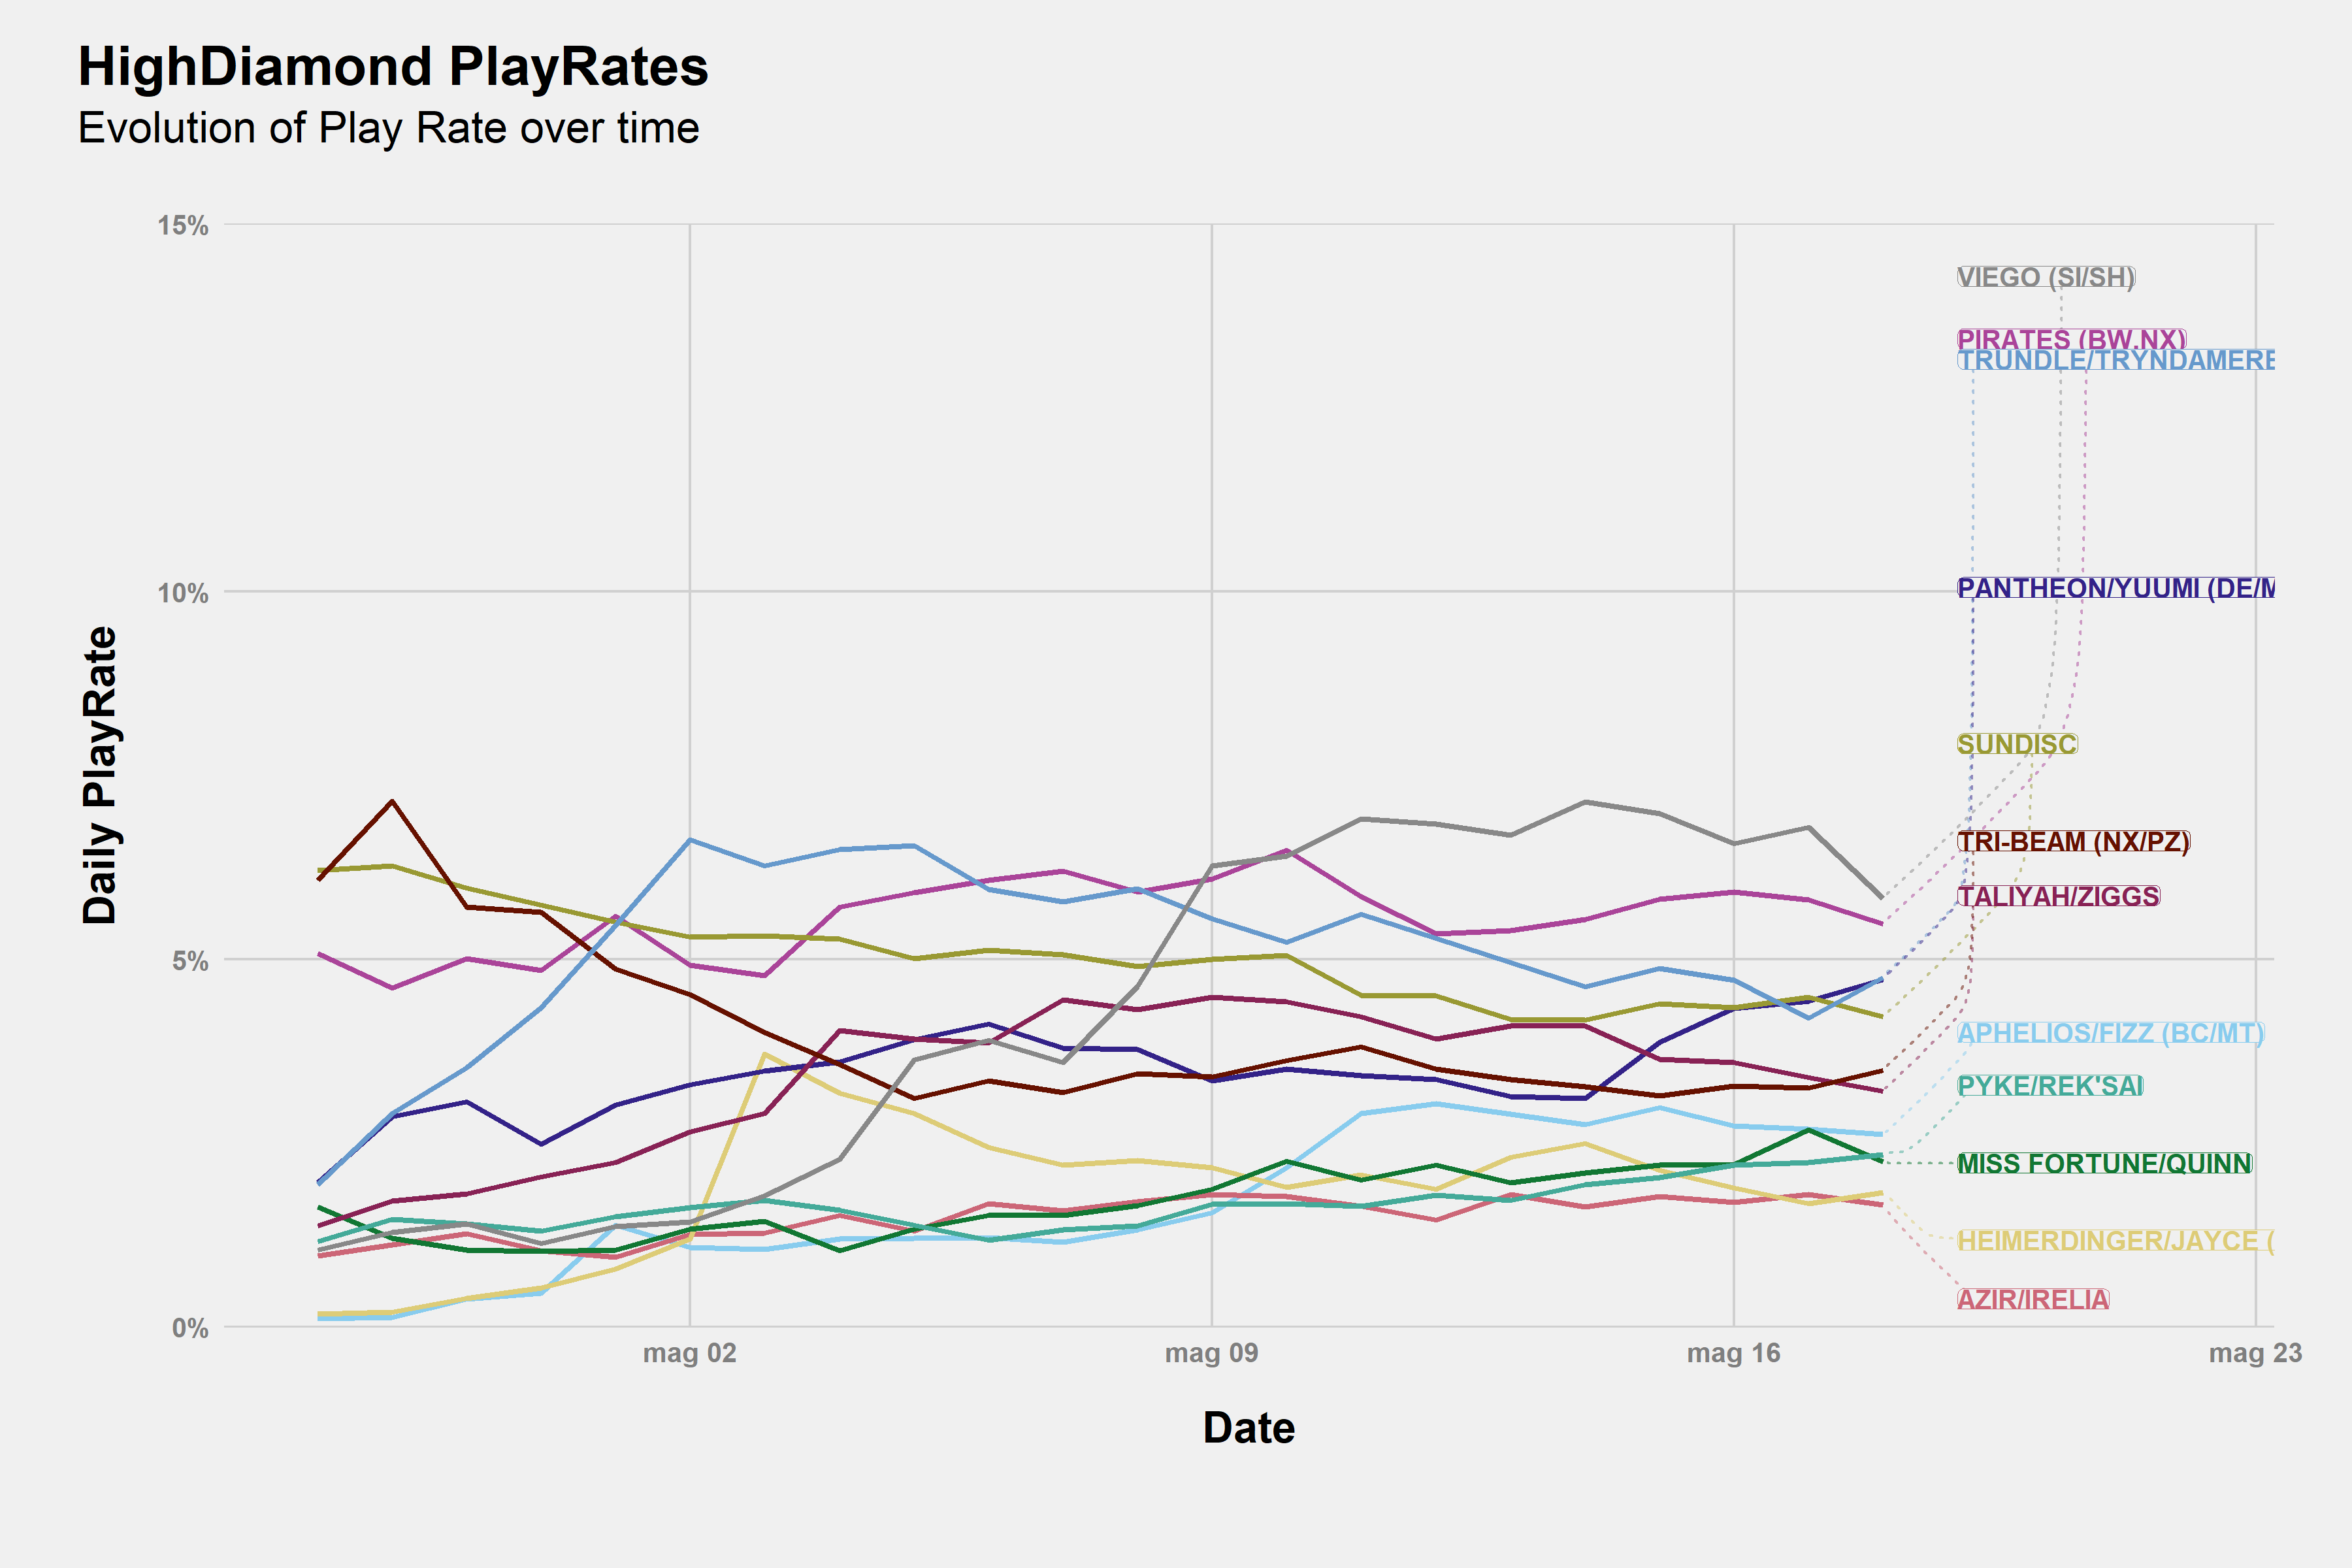 HighDiamond PlayRates
Evolution of Play Rate over time
15%
10%
5%
0%
Daily PlayRate
VIEGO (SI/SH)
PIRATES (BW.NX)
TRUNDLE/TRYNDAMERE
PANTHEON/YUUMI (DE/M
SUNDISC
TRI-BEAM (NX/PZ)
TALIYAH/ZIGGS
APHELIOS/FIZZ (BC/MT)
PYKE/REK'SAI
MISS FORTUNE/QUINN
HEIMERDINGER/JAYCE (
AZIR/IRELIA
mag 02
mag 09
mag 16
mag 23
Date